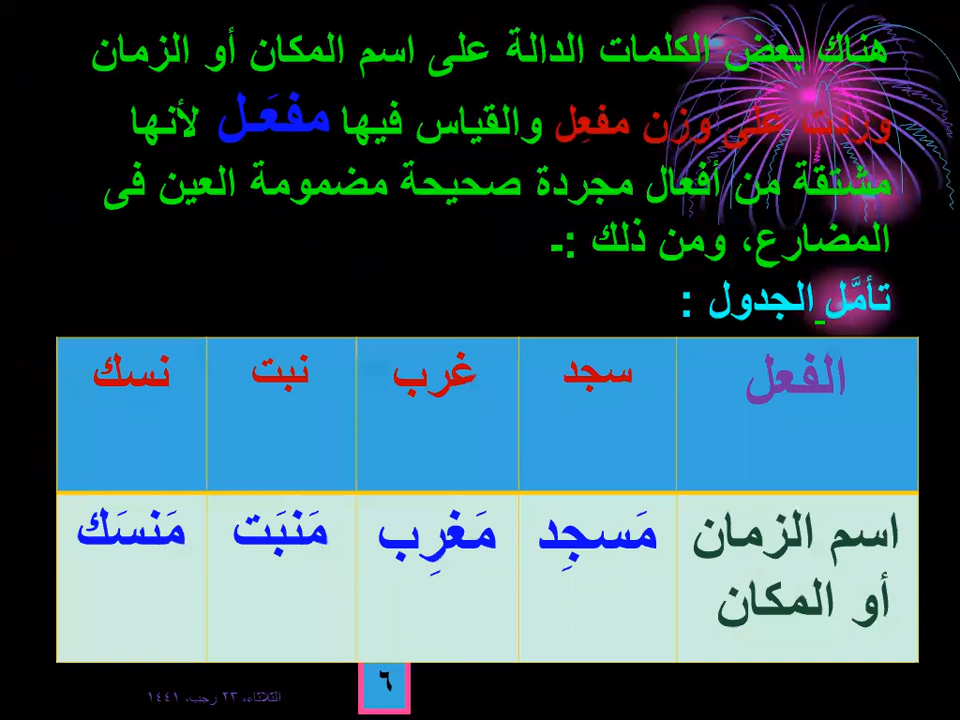 هناك بعض الكلمات الدالة على اسم المكان أو الزمان
وردت على وزن مفعِل والقياس فيها مفعَـل لأنها
مشتقة من أفعال مجردة صحيحة مضمومة العين فى
المضارع، ومن ذلك :ـ
تأمَّل الجدول :
الفعل سجد غرب نبت نسك
اسم الزمان أو المكان مَسجِد مَغرِب مَنبَت مَنسَك
٦
الثلاثاء، ٢٣ رجب، ١٤٤١